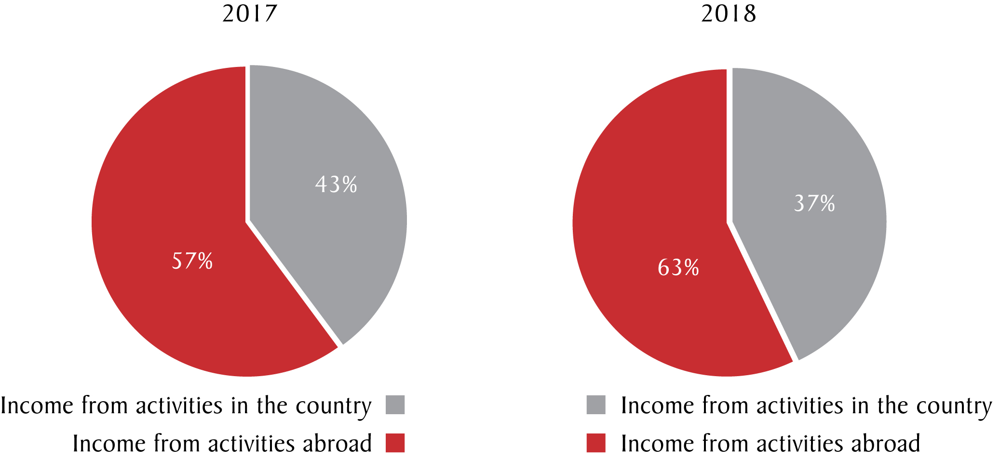 2017
43%
57%
Income from activities in the country
Income from activities abroad
2018
37%
63%
Income from activities in the country
Income from activities abroad